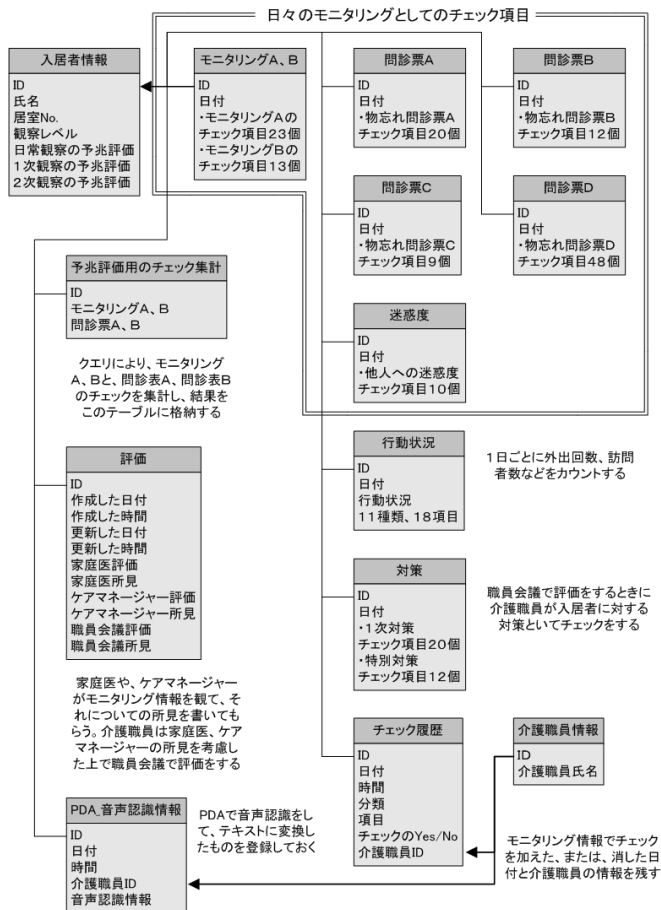 日々のモニタリングとしてのチェック項目
入居者情報
ID
氏名
居室No.
観察レベル
日常観察の予兆評価
1次観察の予兆評価
2次観察の予兆評価
モニタリングA、B
ID
日付
・モニタリングAの
チェック項目23個
・モニタリングBの
チェック項目13個
問診票A
ID
日付
・物忘れ問診票A
チェック項目20個
問診票B
ID
日付
・物忘れ問診票B
チェック項目12個
問診票C
ID
日付
・物忘れ問診票C
チェック項目9個
問診票D
ID
日付
・物忘れ問診票D
チェック項目48個
予兆評価用のチェック集計
ID
モニタリングA、B
問診票A、B
クエリにより、モニタリング
A、Bと、問診表A、問診表B
のチェックを集計し、結果を
このテーブルに格納する
迷惑度
ID
日付
・他人への迷惑度
チェック項目10個
評価
ID
作成した日付
作成した時間
更新した日付
更新した時間
家庭医評価
家庭医所見
ケアマネージャー評価
ケアマネージャー所見
職員会議評価
職員会議所見
家庭医や、ケアマネージャー
がモニタリング情報を観て、そ
れについての所見を書いても
らう。介護職員は家庭医、ケア
マネージャーの所見を考慮し
た上で職員会議で評価をする
行動状況
ID
日付
行動状況
11種類、18項目
1日ごとに外出回数、訪問
者数などをカウントする
対策
ID
日付
・1次対策
チェック項目20個
・特別対策
チェック項目12個
職員会議で評価をするときに
介護職員が入居者に対する
対策といてチェックをする
チェック履歴
ID
日付
時間
分類
項目
チェックのYes/No
介護職員ID
介護職員情報
ID
介護職員氏名
モニタリング情報でチェック
を加えた、または、消した日
付と介護職員の情報を残す
PDA_音声認識情報
ID
日付
時間
介護職員ID
音声認識情報
PDAで音声認識をし
て、テキストに変換し
たものを登録しておく